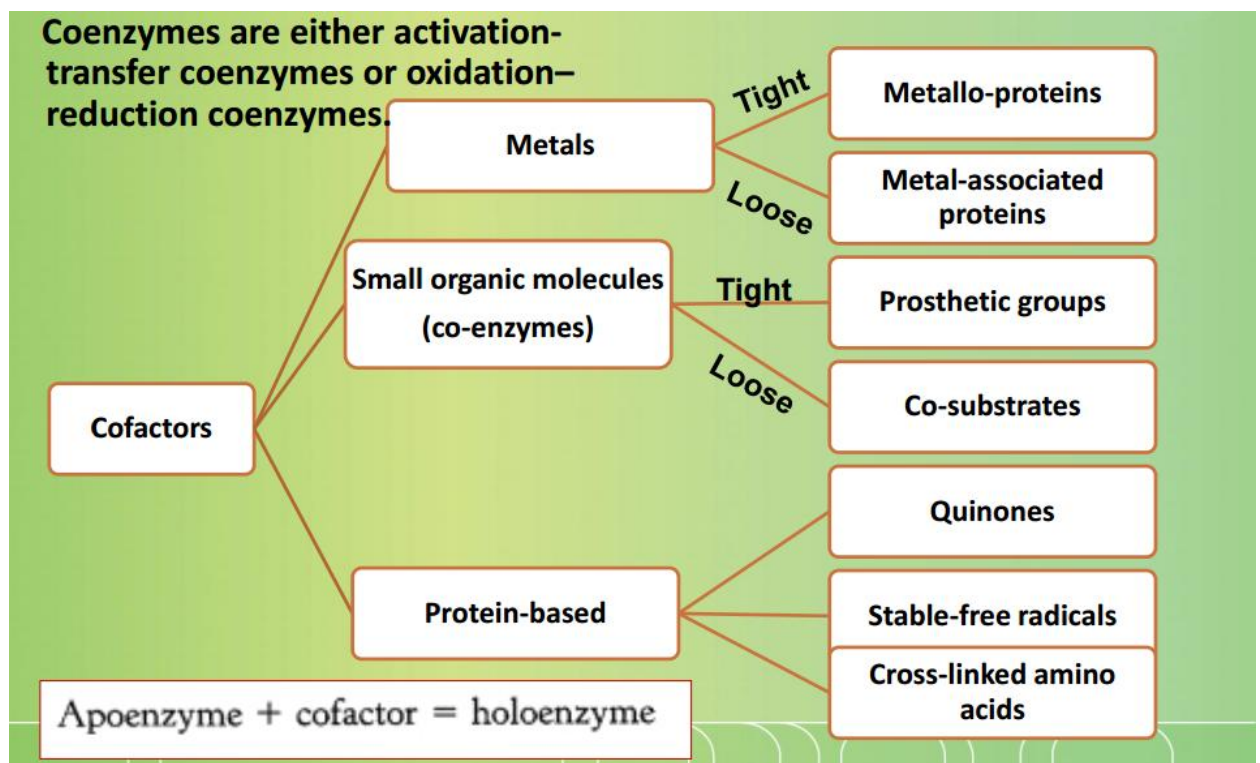 Coenzymes are either activation-
transfer coenzymes or oxidation–
reduction coenzymes.
Metals
Tight
Metallo-proteins
Loose
Metal-associated
proteins
Small organic molecules
(co-enzymes)
Tight
Prosthetic groups
Loose
Co-substrates
Cofactors
Protein-based
Quinones
Stable-free radicals
Cross-linked amino
acids
Apoenzyme + cofactor = holoenzyme